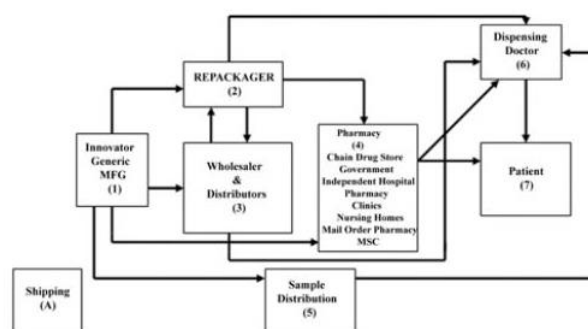 Dispensing
Doctor
(6)
REPACKAGER
(2)
Innovator
Generic
MFG
(1)
Wholesaler
&
Distributors
(3)
Pharmacy
(4)
Chain Drug Store
Government
Independent Hospital
Pharmacy
Clinics
Nursing Homes
Mail Order Pharmacy
MSC
Patient
(7)
Shipping
(A)
Sample
Distribution
(5)